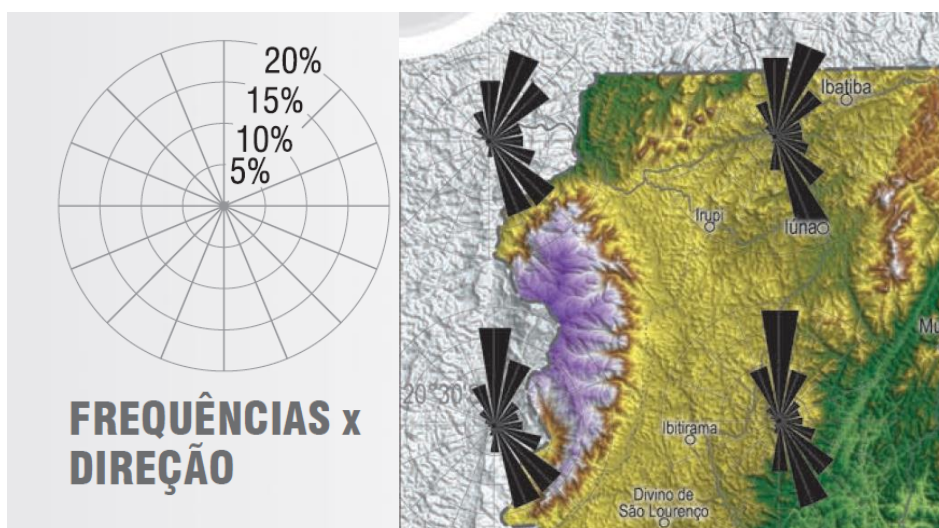 20%
15%
10%
5%
FREQUÊNCIAS x
DIREÇÃO
Ibatiba
Irupi
Iúna
20°30'
Ibitirama
Divino de
São Lourenço